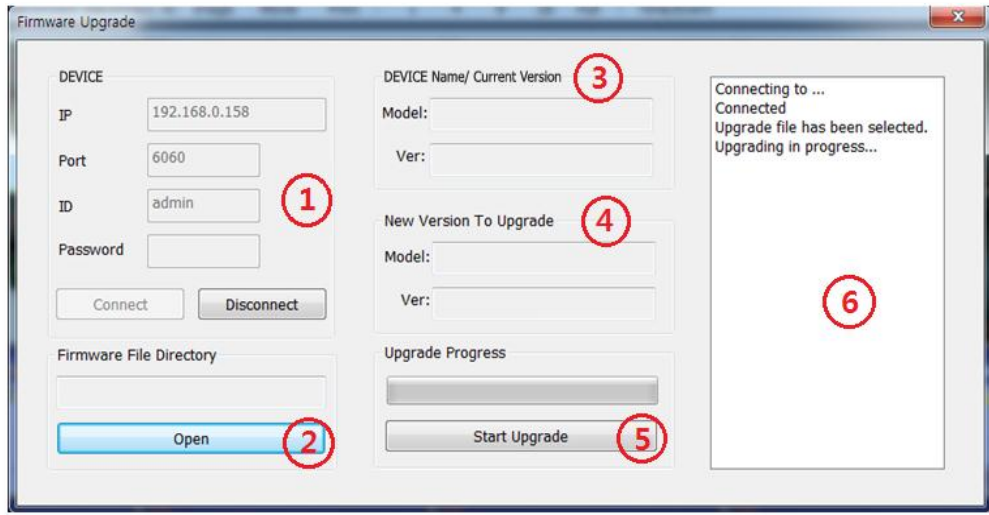 Firmware Upgrade
DEVICE
IP
192.168.0.158
Port
6060
ID
admin
Password
1
Connect
Disconnect
Firmware File Directory
Open
2
DEVICE Name/ Current Version
3
Model:
Ver:
New Version To Upgrade
4
Model:
Ver:
Upgrade Progress
Start Upgrade
5
Connecting to ...
Connected
Upgrade file has been selected.
Upgrading in progress...
6